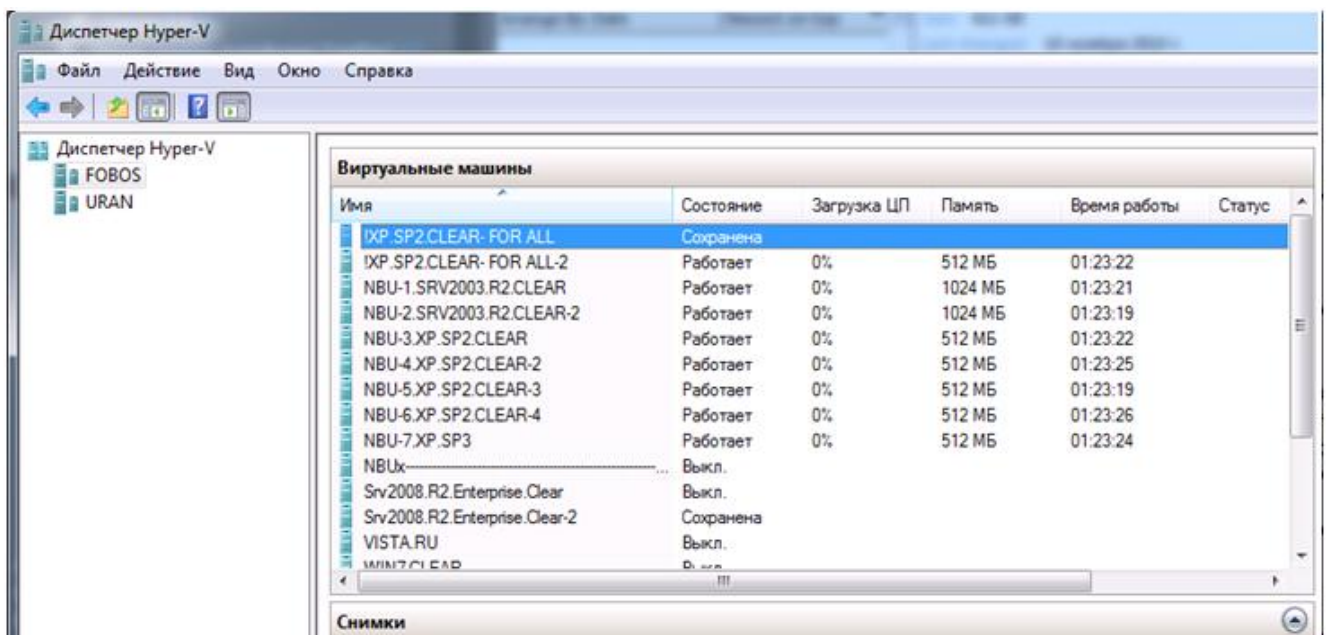 Диспетчер Hyper-V
Файл Действие Вид Окно Справка
Диспетчер Hyper-V
FOBOS
URAN
Виртуальные машины
Имя Состояние Загрузка ЦП Память Время работы Статус
!XP.SP2.CLEAR- FOR ALL Сохранена
!XP.SP2.CLEAR- FOR ALL-2 Работает 0% 512 МБ 01:23:22
NBU-1.SRV2003.R2.CLEAR Работает 0% 1024 МБ 01:23:21
NBU-2.SRV2003.R2.CLEAR-2 Работает 0% 1024 МБ 01:23:19
NBU-3.XP.SP2.CLEAR Работает 0% 512 МБ 01:23:22
NBU-4.XP.SP2.CLEAR-2 Работает 0% 512 МБ 01:23:25
NBU-5.XP.SP2.CLEAR-3 Работает 0% 512 МБ 01:23:19
NBU-6.XP.SP2.CLEAR-4 Работает 0% 512 МБ 01:23:26
NBU-7.XP.SP3 Работает 0% 512 МБ 01:23:24
NBUx-----------------------------------------------... Выкл.
Srv2008.R2.Enterprise.Clear Выкл.
Srv2008.R2.Enterprise.Clear-2 Сохранена
VISTA.RU Выкл.
WIN7.CLEAR Выкл.
Снимки